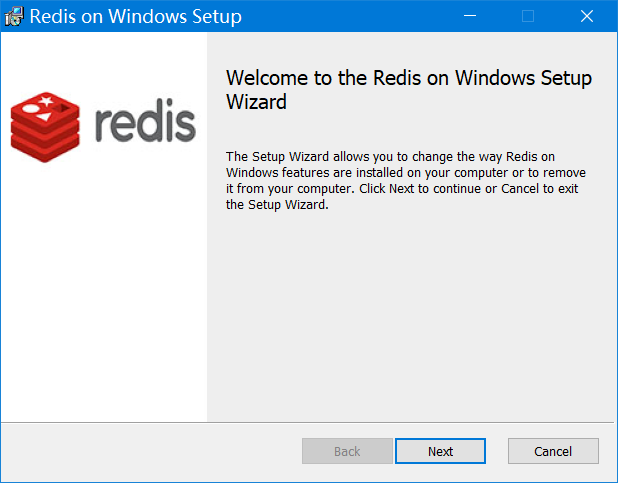 Redis on Windows Setup
redis
Welcome to the Redis on Windows Setup
Wizard
The Setup Wizard allows you to change the way Redis on
Windows features are installed on your computer or to remove
it from your computer. Click Next to continue or Cancel to exit
the Setup Wizard.
Back
Next
Cancel